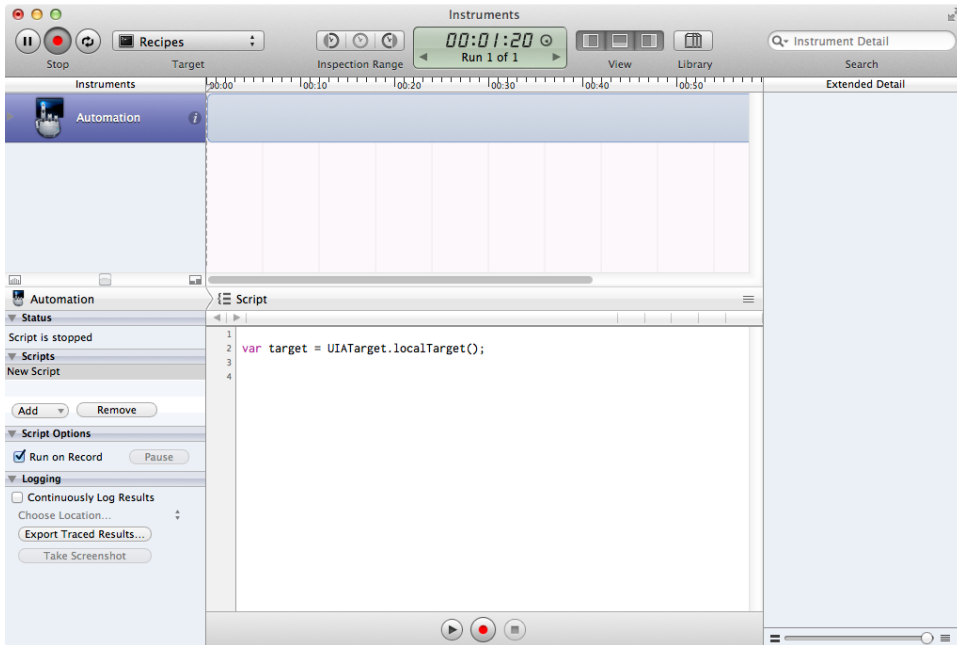 Instruments
Recipes
00:01:20
Run 1 of 1
Instrument Detail
Stop
Target
Inspection Range
View
Library
Search
Instruments
00:00
00:10
00:20
00:30
00:40
00:50
Extended Detail
Automation
Automation
Script
Status
Script is stopped
Scripts
New Script
Add
Remove
Script Options
Run on Record
Pause
Logging
Continuously Log Results
Choose Location...
Export Traced Results...
Take Screenshot
1
2 var target = UIATarget.localTarget();
3
4